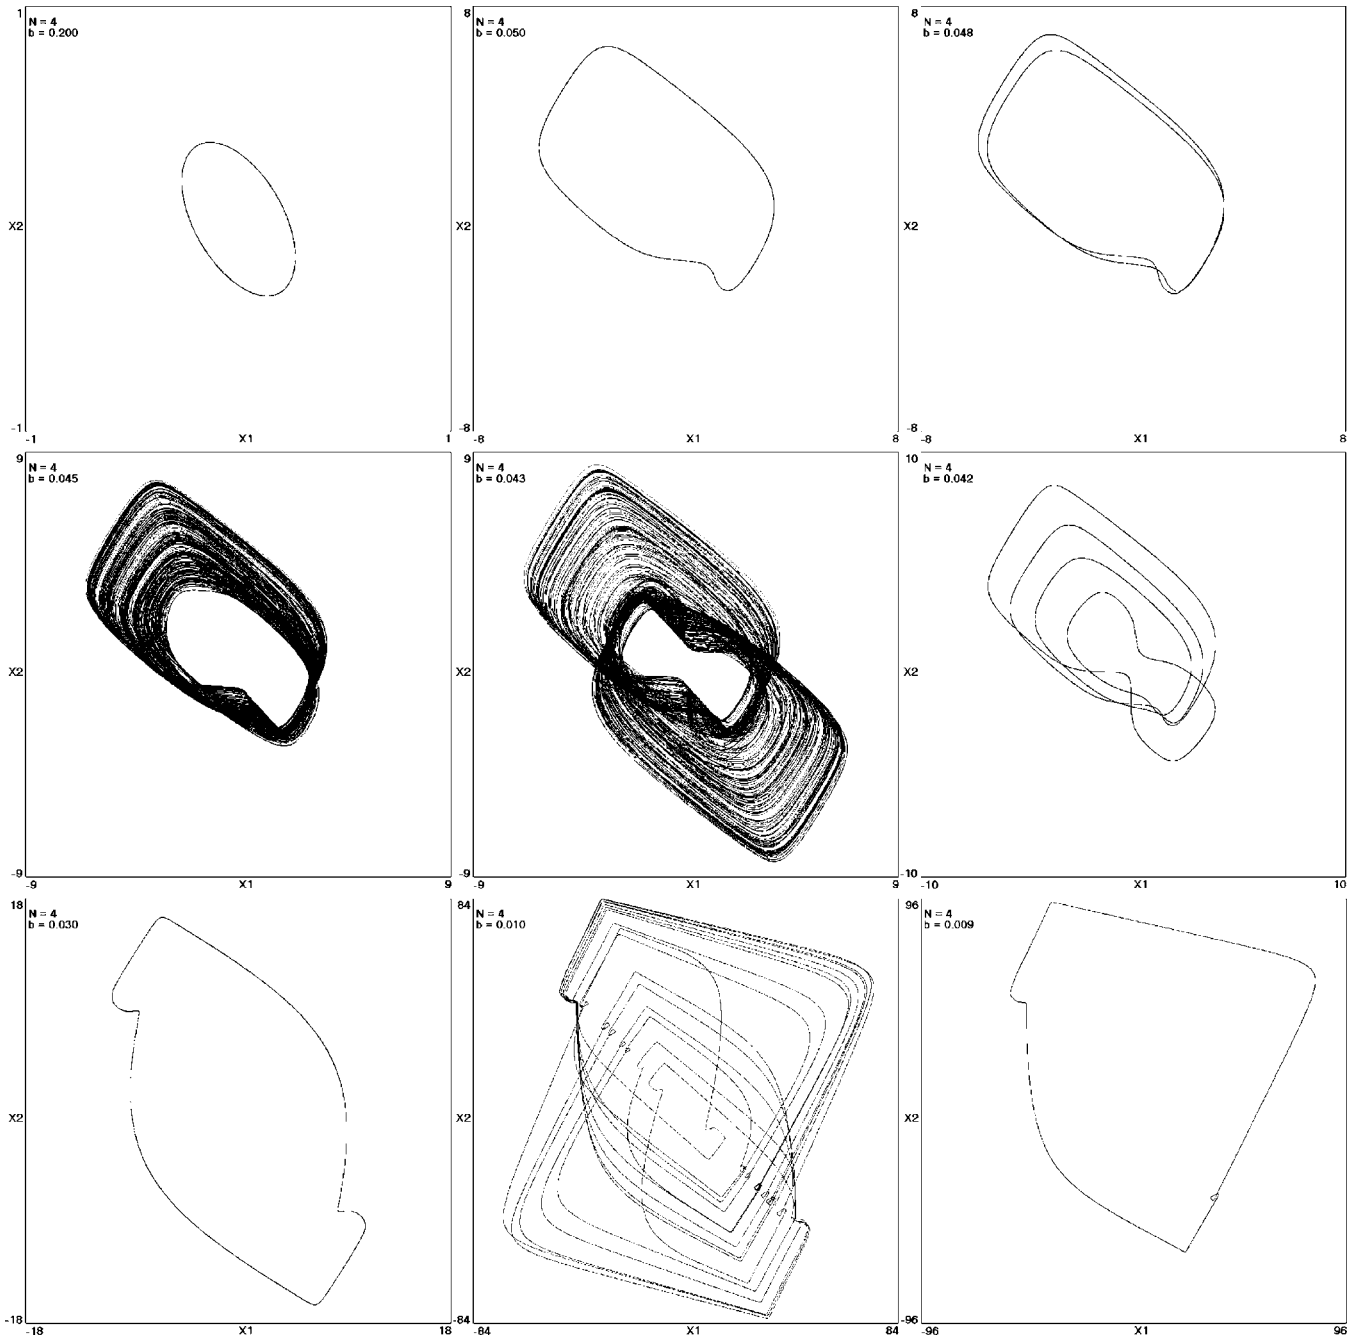 1
N = 4
b = 0.200
X2
-1
-1
X1
1
8
N = 4
b = 0.050
X2
-8
-8
X1
8
8
N = 4
b = 0.048
X2
-8
-8
X1
8
9
N = 4
b = 0.045
X2
-9
-9
X1
9
9
N = 4
b = 0.043
X2
-9
-9
X1
9
10
N = 4
b = 0.042
X2
-10
-10
X1
10
18
N = 4
b = 0.030
X2
-18
-18
X1
18
84
N = 4
b = 0.010
X2
-84
-84
X1
84
96
N = 4
b = 0.009
X2
-96
-96
X1
96